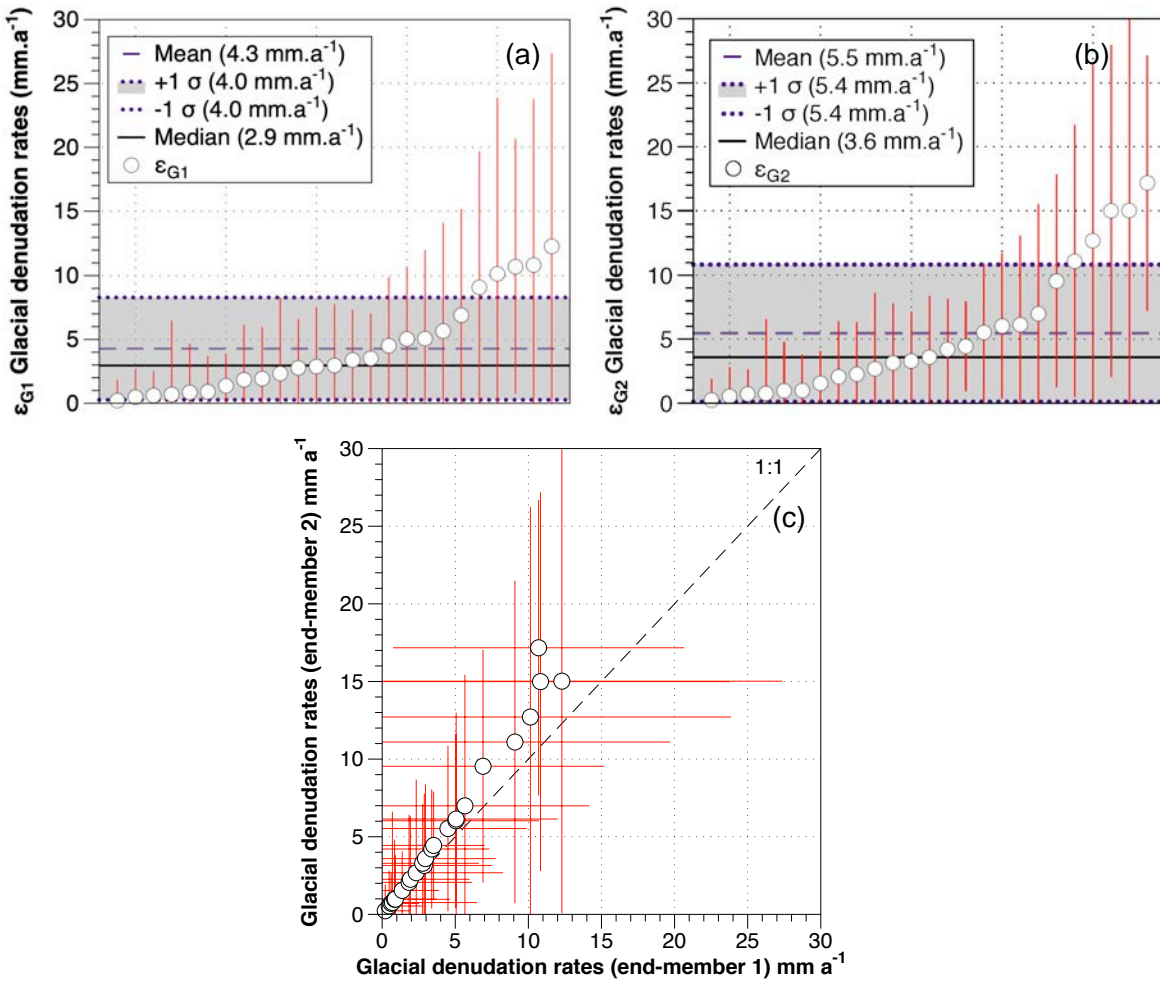 εG1 Glacial denudation rates (mm.a-1)
30
25
20
15
10
5
0
Mean (4.3 mm.a-1)
+1 σ (4.0 mm.a-1)
-1 σ (4.0 mm.a-1)
Median (2.9 mm.a-1)
εG1
(a)
εG2 Glacial denudation rates (mm.a-1)
30
25
20
15
10
5
0
Mean (5.5 mm.a-1)
+1 σ (5.4 mm.a-1)
-1 σ (5.4 mm.a-1)
Median (3.6 mm.a-1)
εG2
(b)
Glacial denudation rates (end-member 2) mm a-1
30
25
20
15
10
5
0
1:1
(c)
0 5 10 15 20 25 30
Glacial denudation rates (end-member 1) mm a-1